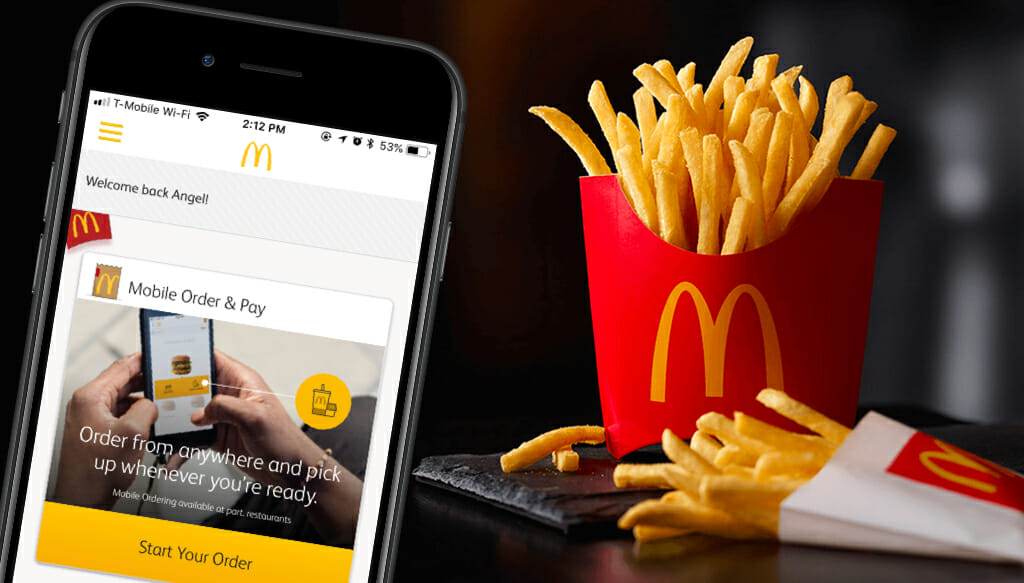 T-Mobile Wi-Fi
2:12 PM
53%
Welcome back Angel!
Mobile Order & Pay
Order from anywhere and pick
up whenever you're ready.
Mobile Ordering available at part. restaurants
Start Your Order